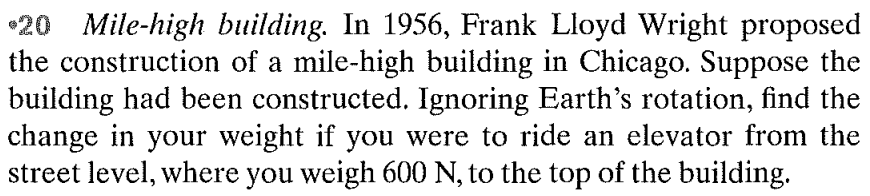 •20 Mile-high building. In 1956, Frank Lloyd Wright proposed
the construction of a mile-high building in Chicago. Suppose the
building had been constructed. Ignoring Earth's rotation, find the
change in your weight if you were to ride an elevator from the
street level, where you weigh 600 N, to the top of the building.